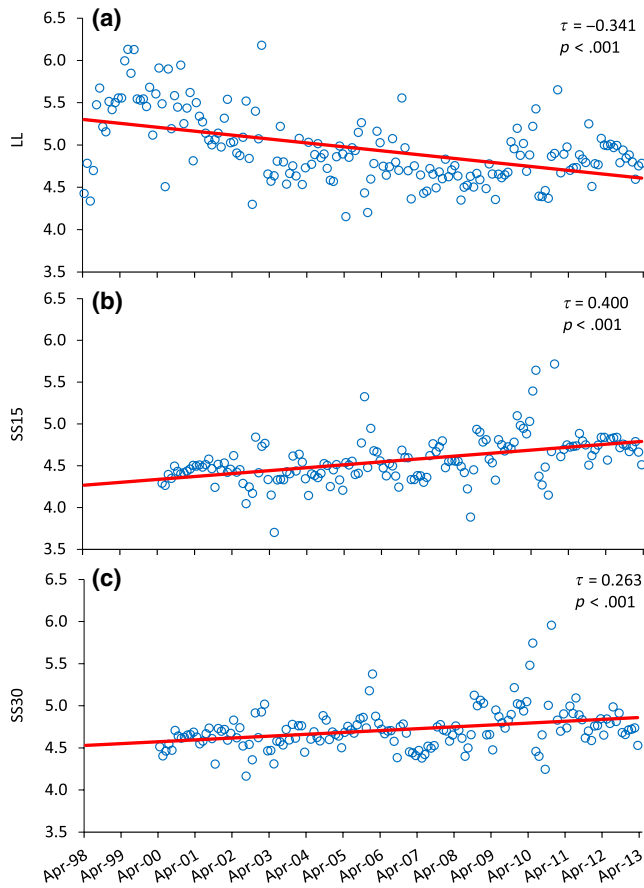 (a)
τ = –0.341
p < .001
6.5
6.0
5.5
5.0
4.5
4.0
3.5
LL
(b)
τ = 0.400
p < .001
6.5
6.0
5.5
5.0
4.5
4.0
3.5
SS15
(c)
τ = 0.263
p < .001
6.5
6.0
5.5
5.0
4.5
4.0
3.5
SS30
Apr-98
Apr-99
Apr-00
Apr-01
Apr-02
Apr-03
Apr-04
Apr-05
Apr-06
Apr-07
Apr-08
Apr-09
Apr-10
Apr-11
Apr-12
Apr-13